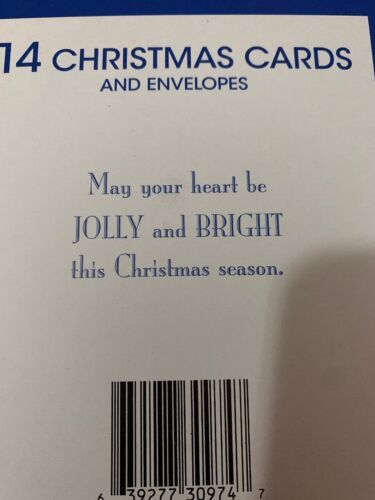 14 CHRISTMAS CARDS
AND ENVELOPES
May your heart be
JOLLY and BRIGHT
this Christmas season.
6 39277 30974 7